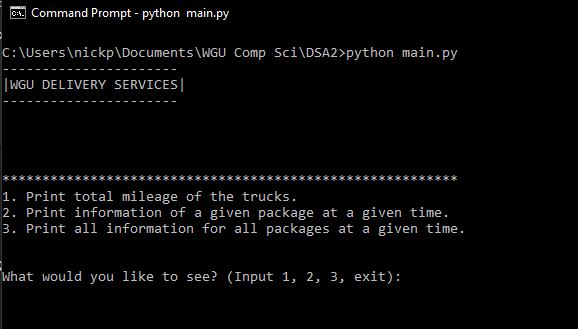 Command Prompt - python  main.py
C:\Users\nickp\Documents\WGU Comp Sci\DSA2>python main.py
----------------------
|WGU DELIVERY SERVICES|
----------------------
*********************************************************
1. Print total mileage of the trucks.
2. Print information of a given package at a given time.
3. Print all information for all packages at a given time.
What would you like to see? (Input 1, 2, 3, exit):